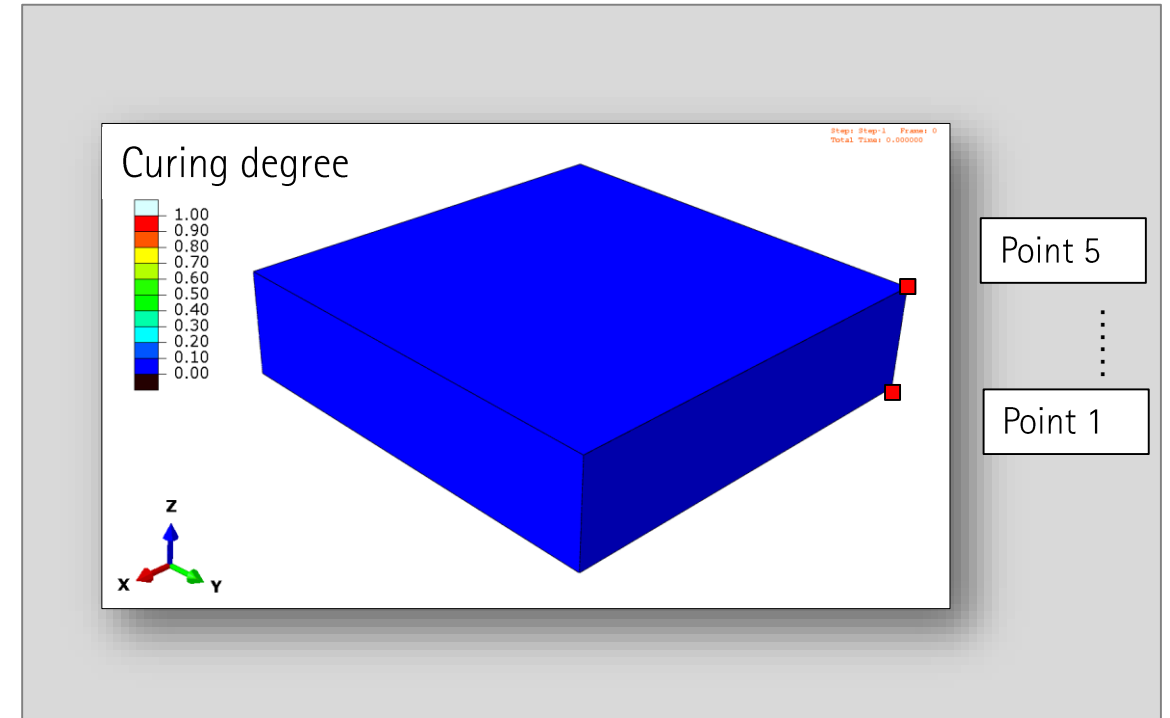 Step: Step-1 Frame: 0
Total Time: 0.000000
Curing degree
1.00
0.90
0.80
0.70
0.60
0.50
0.40
0.30
0.20
0.10
0.00
Point 5
Point 1
Z
X
Y